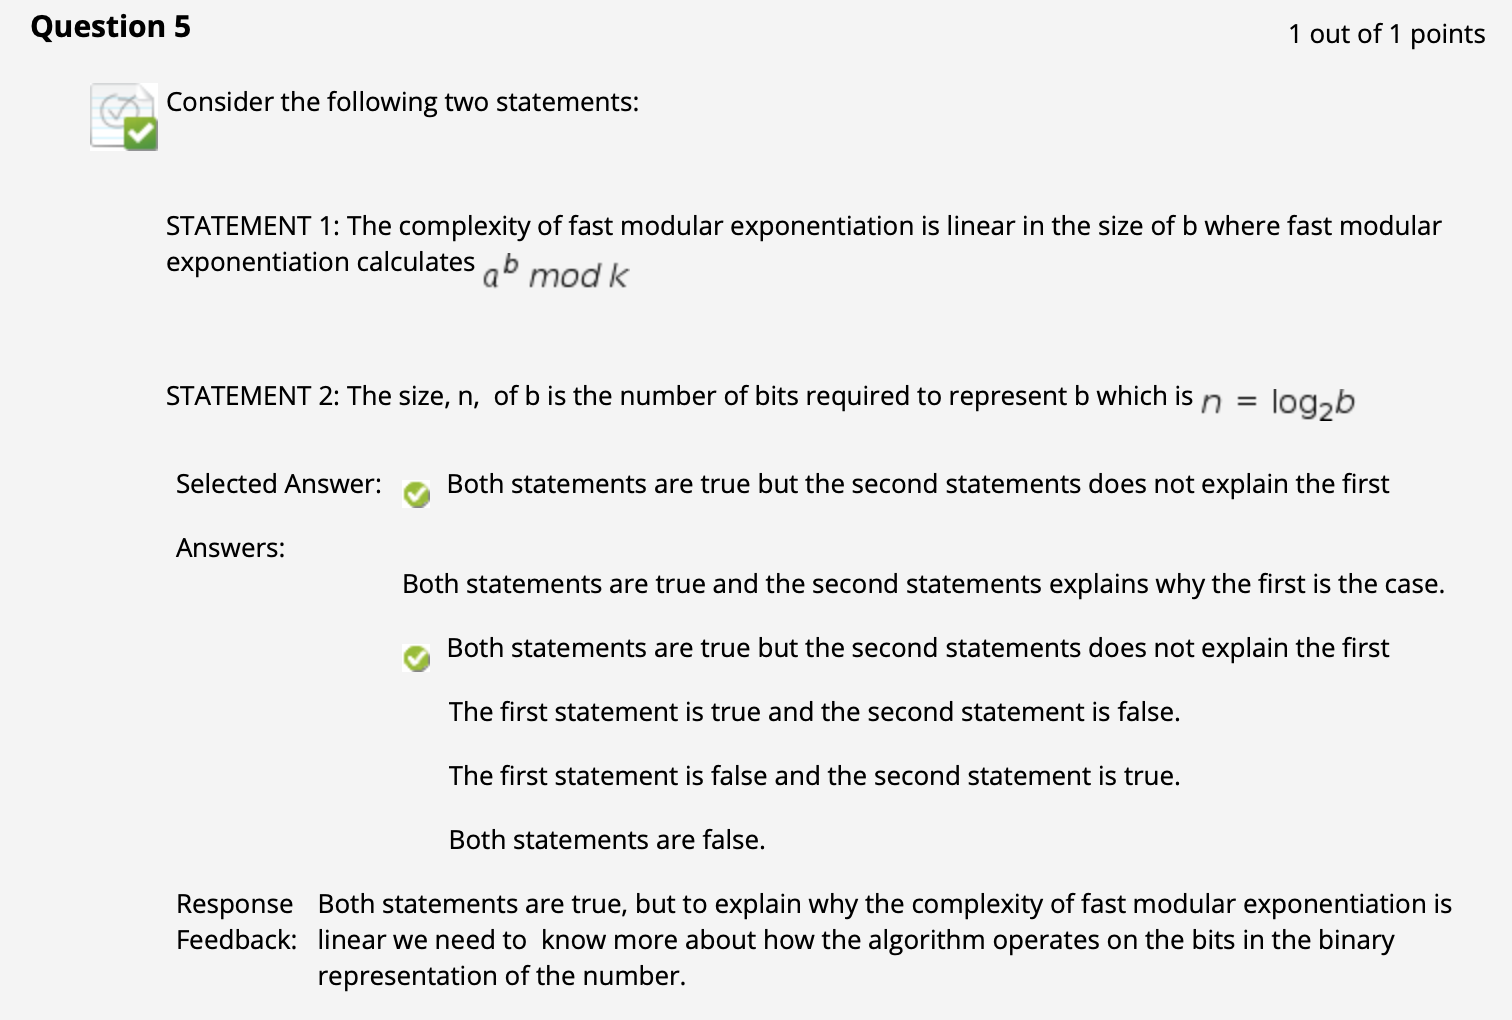 Question 5
1 out of 1 points
Consider the following two statements:
STATEMENT 1: The complexity of fast modular exponentiation is linear in the size of b where fast modular
exponentiation calculates a^b mod k
STATEMENT 2: The size, n,  of b is the number of bits required to represent b which is n = log₂b
Selected Answer: Both statements are true but the second statements does not explain the first
Answers:
Both statements are true and the second statements explains why the first is the case.
Both statements are true but the second statements does not explain the first
The first statement is true and the second statement is false.
The first statement is false and the second statement is true.
Both statements are false.
Response Both statements are true, but to explain why the complexity of fast modular exponentiation is
Feedback: linear we need to  know more about how the algorithm operates on the bits in the binary
representation of the number.